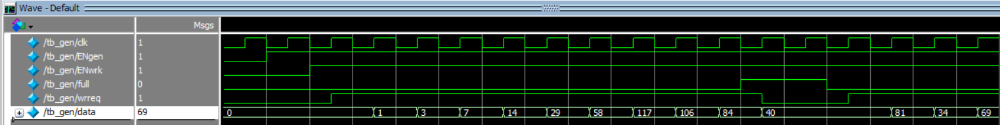 Wave - Default
Msgs
/tb_gen/clk 1
/tb_gen/ENgen 1
/tb_gen/ENwrk 1
/tb_gen/full 0
/tb_gen/wrreq 1
/tb_gen/data 69 0 1 3 7 14 29 58 117 106 84 40 81 34 69